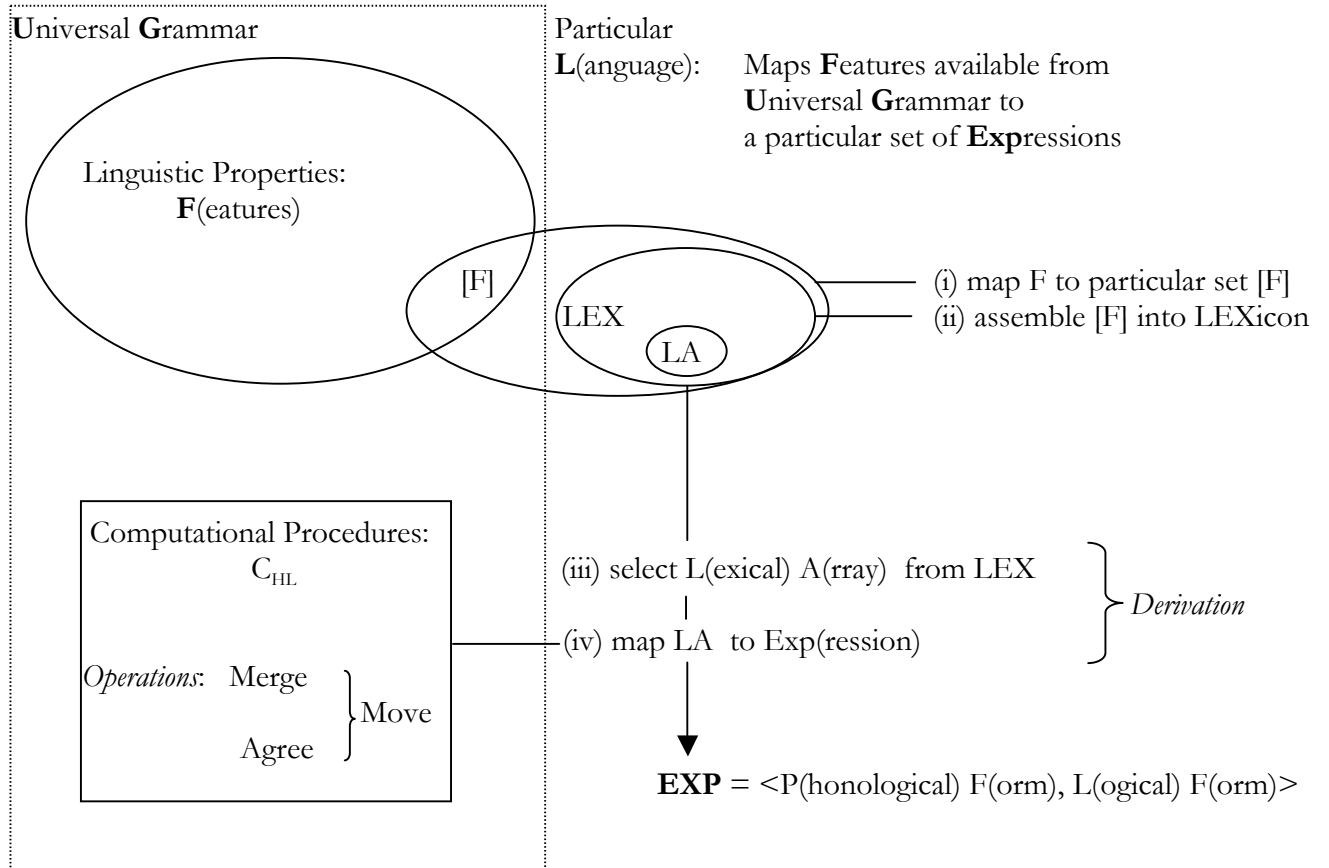 Universal Grammar
Particular
L(anguage): Maps Features available from
Universal Grammar to
a particular set of Expressions
Linguistic Properties:
F(eatures)
[F]
LEX
LA
(i) map F to particular set [F]
(ii) assemble [F] into LEXicon
Computational Procedures:
C_HL
Operations: Merge
Move
Agree
(iii) select L(exical) A(rray) from LEX
(iv) map LA to Exp(ression)
Derivation
EXP = <P(honological) F(orm), L(ogical) F(orm)>